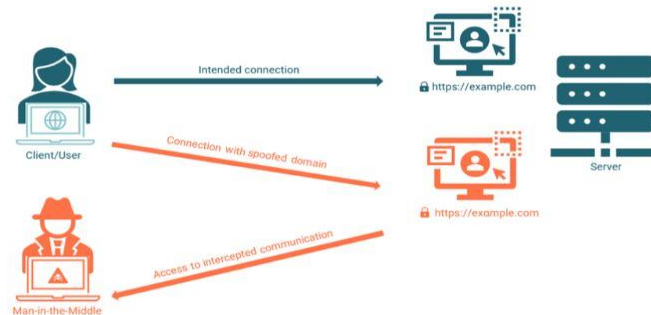 Intended connection
https://example.com
Client/User
Connection with spoofed domain
Server
https://example.com
Access to intercepted communication
Man-in-the-Middle